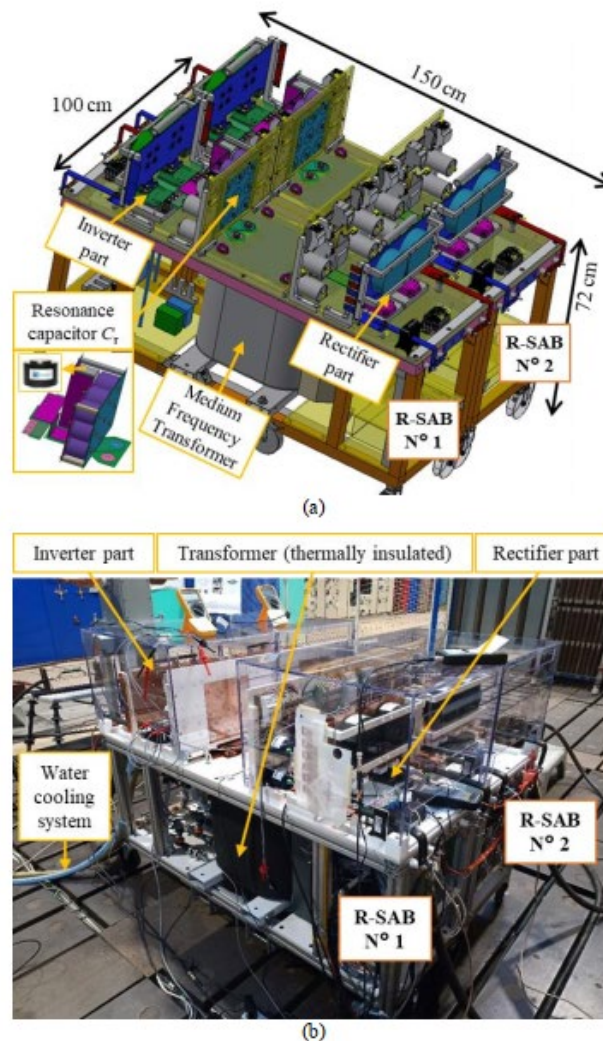 100 cm
150 cm
Inverter
part
Resonance
capacitor Cr
Medium
Frequency
Transformer
Rectifier
part
72 cm
R-SAB
N° 2
R-SAB
N° 1
(a)
Inverter part
Transformer (thermally insulated)
Rectifier part
Water
cooling
system
R-SAB
N° 2
R-SAB
N° 1
(b)